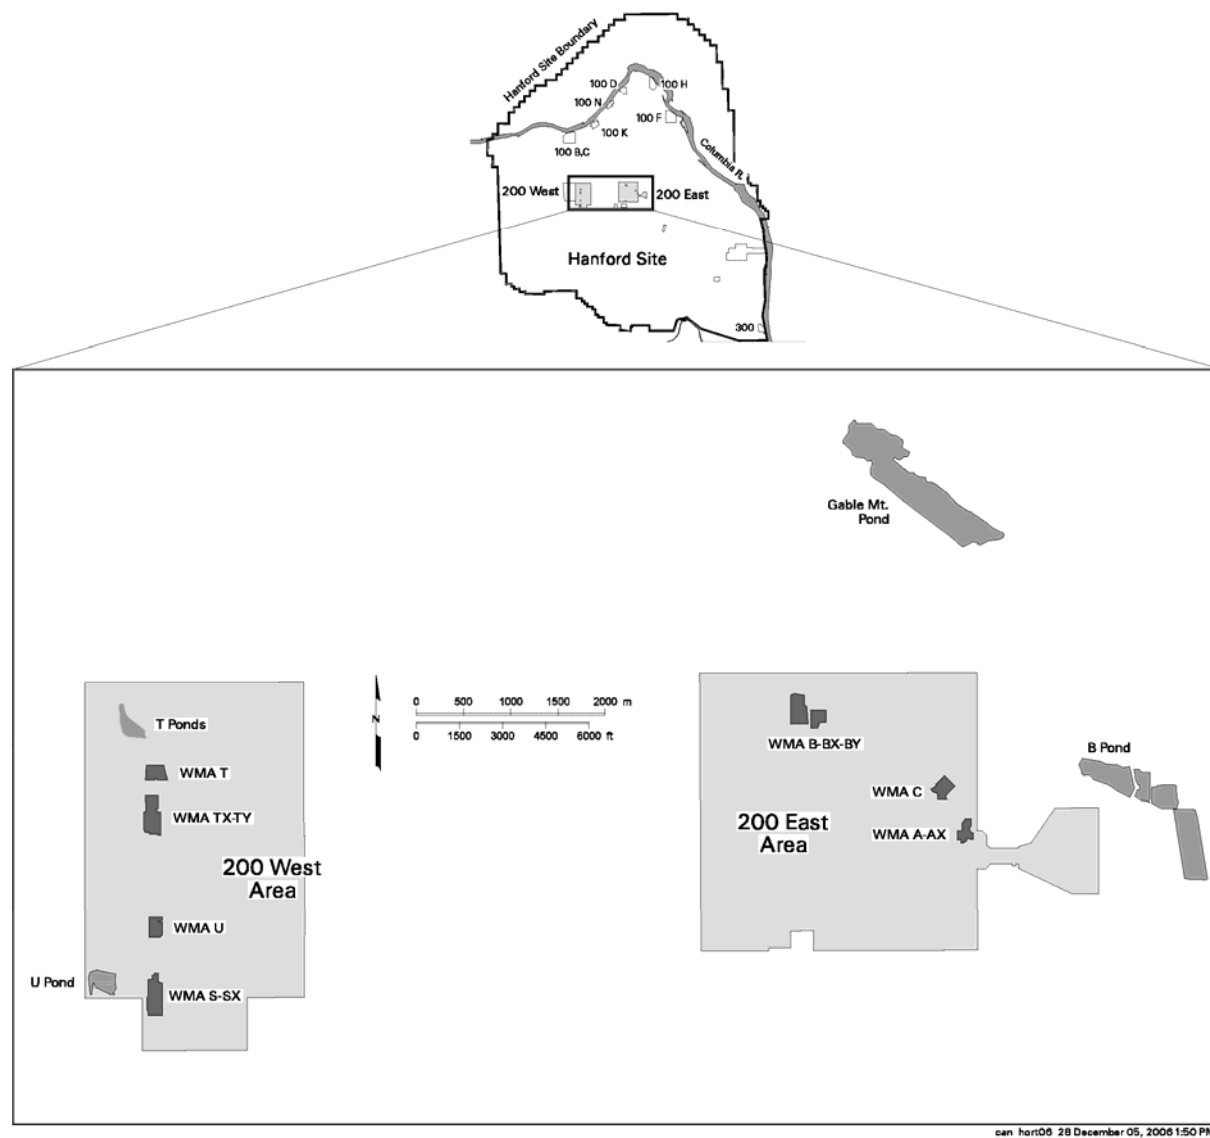 Hanford Site Boundary
100 D
100 H
100 N
100 F
100 K
100 B,C
Columbia R.
200 West
200 East
Hanford Site
300
Gable Mt.
Pond
T Ponds
N
0 500 1000 1500 2000 m
0 1500 3000 4500 6000 ft
WMA B-BX-BY
B Pond
WMA T
WMA C
WMA TX-TY
200 East
Area
WMA A-AX
200 West
Area
WMA U
U Pond
WMA S-SX
can_hort06_28 December 05, 2006 1:50 PM